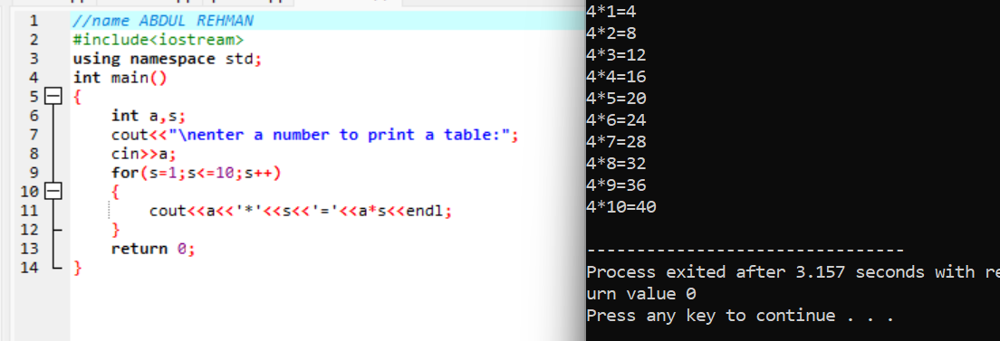 1 //name ABDUL REHMAN
2 #include<iostream>
3 using namespace std;
4 int main()
5 {
6 int a,s;
7 cout<<"\nenter a number to print a table:";
8 cin>>a;
9 for(s=1;s<=10;s++)
10 {
11 cout<<a<<'*'<<s<<'='<<a*s<<endl;
12 }
13 return 0;
14 }
4*1=4
4*2=8
4*3=12
4*4=16
4*5=20
4*6=24
4*7=28
4*8=32
4*9=36
4*10=40
--------------------------------
Process exited after 3.157 seconds with re
urn value 0
Press any key to continue . . .